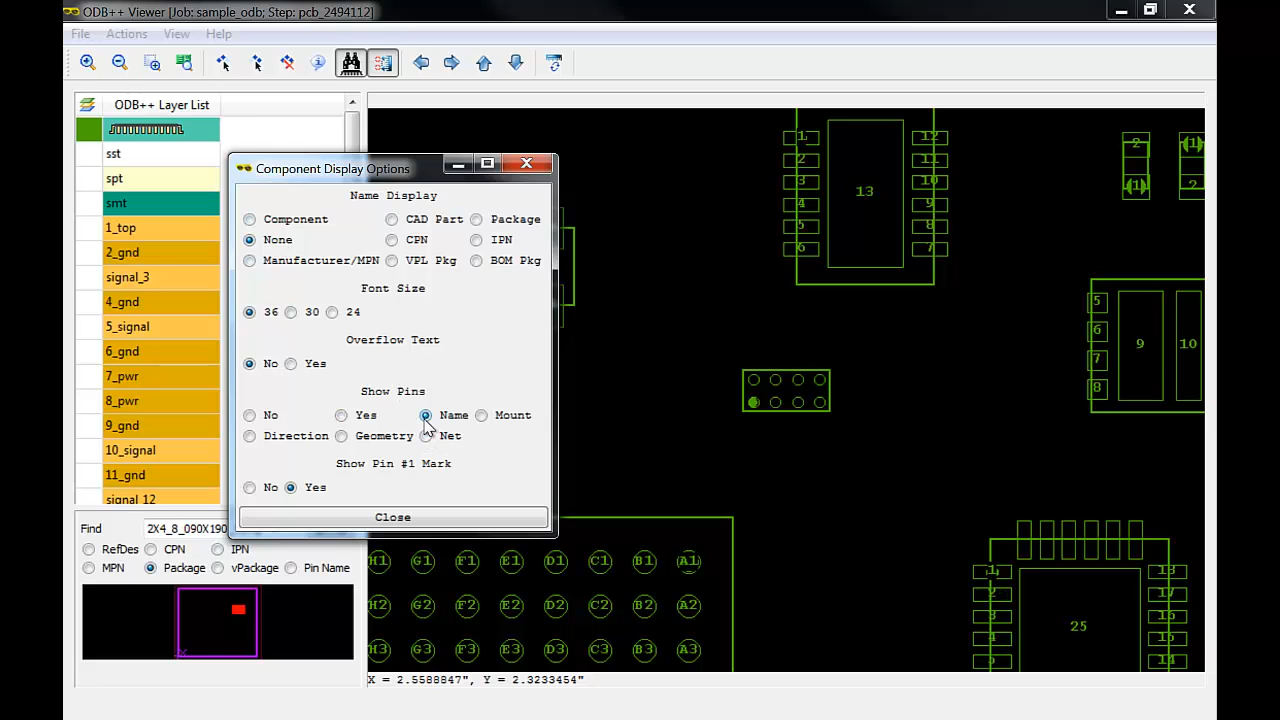 ODB++ Viewer [Job: sample_odb; Step: pcb_2494112]
File Actions View Help
ODB++ Layer List
sst
spt
smt
1_top
2_gnd
signal_3
4_gnd
5_signal
6_gnd
7_pwr
8_pwr
9_gnd
10_signal
11_gnd
signal_12
Component Display Options
Name Display
Component CAD Part Package
None CPN IPN
Manufacturer/MPN VPL Pkg BOM Pkg
Font Size
36 30 24
Overflow Text
No Yes
Show Pins
No Yes Name Mount
Direction Geometry Net
Show Pin #1 Mark
No Yes
Close
Find 2X4_8_090X190
RefDes CPN IPN
MPN Package vPackage Pin Name
1 12
2 11
3 13 10
4 9
5 8
6 7
2 (1)
(1) 2
5
6 9 10
7
8
H1 G1 F1 E1 D1 C1 B1 A1
H2 G2 F2 E2 D2 C2 B2 A2
H3 G3 F3 E3 D3 C3 B3 A3
1 18
2 17
3 16
4 25 15
5 14
X = 2.5588847", Y = 2.3233454"